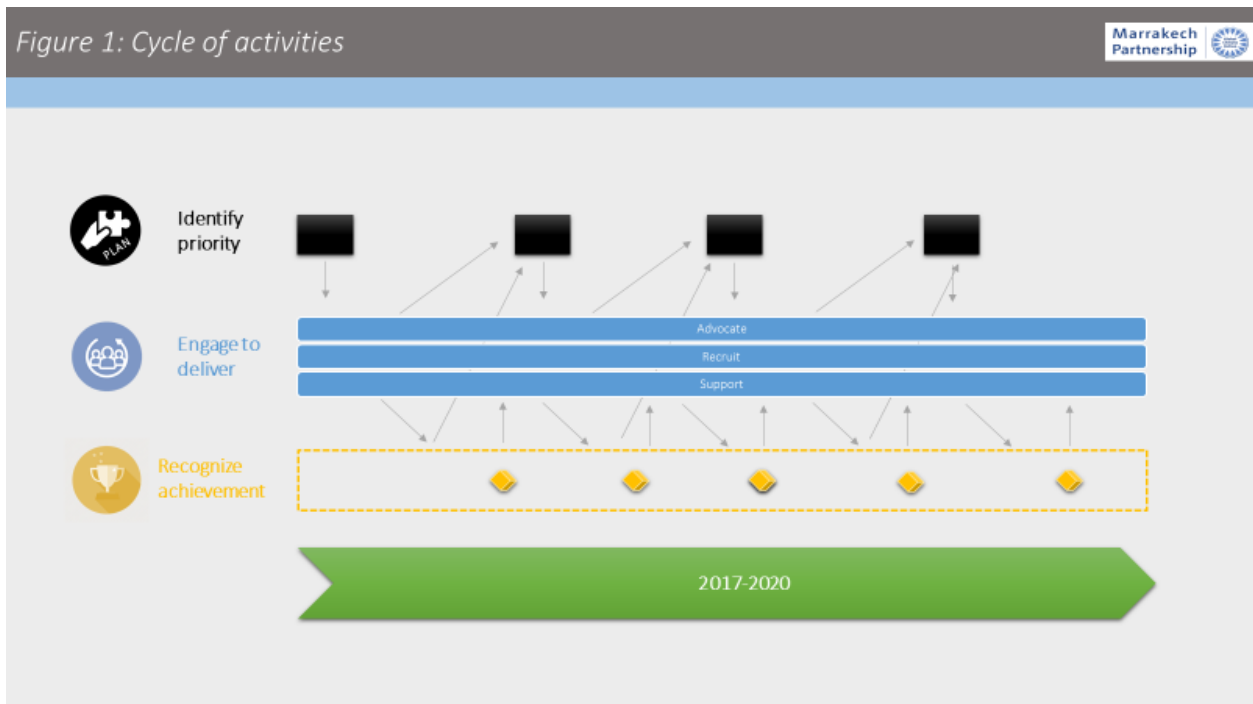 Figure 1: Cycle of activities
Marrakech
Partnership
Identify
priority
PLAN
Advocate
Engage to
deliver
Recruit
Support
Recognize
achievement
2017-2020